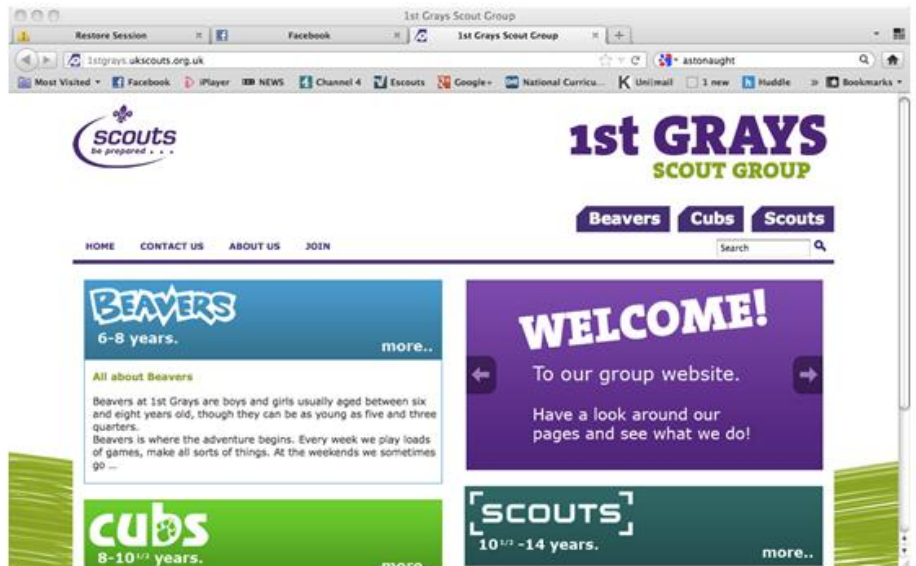 1st Grays Scout Group
Restore Session
Facebook
1st Grays Scout Group
1stgrays.ukscouts.org.uk
astonaught
Most Visited
Facebook
iPlayer
NEWS
Channel 4
Escouts
Google+
National Curricu...
Unilmail
1 new
Huddle
Bookmarks
scouts
be prepared . . .
1st GRAYS
SCOUT GROUP
Beavers
Cubs
Scouts
HOME
CONTACT US
ABOUT US
JOIN
Search
BEAVERS
6-8 years.
more..
All about Beavers
Beavers at 1st Grays are boys and girls usually aged between six
and eight years old, though they can be as young as five and three
quarters.
Beavers is where the adventure begins. Every week we play loads
of games, make all sorts of things. At the weekends we sometimes
go ...
WELCOME!
To our group website.
Have a look around our
pages and see what we do!
cubs
8-10 1/2 years.
more..
SCOUTS
10 1/2 -14 years.
more..